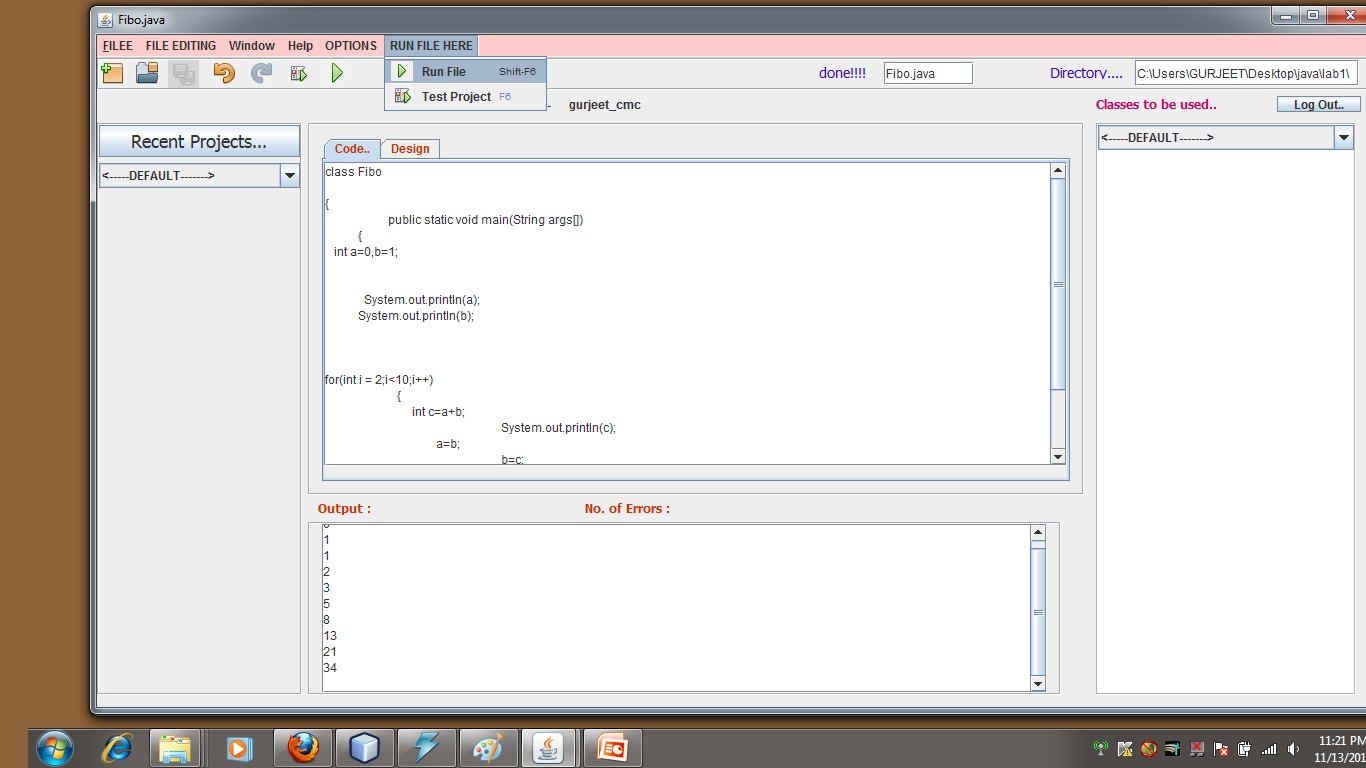 Fibo.java
FILEE FILE EDITING Window Help OPTIONS RUN FILE HERE
Run File Shift-F6
Test Project F6
done!!!! Fibo.java Directory.... C:\Users\GURJEET\Desktop\java\lab1\
- gurjeet_cmc Classes to be used.. Log Out..
Recent Projects...
<-----DEFAULT------->
<-----DEFAULT------->
Code.. Design
class Fibo
{
public static void main(String args[])
{
int a=0,b=1;
System.out.println(a);
System.out.println(b);
for(int i = 2;i<10;i++)
{
int c=a+b;
System.out.println(c);
a=b;
b=c;
Output : No. of Errors :
1
1
2
3
5
8
13
21
34
11:21 PM
11/13/201